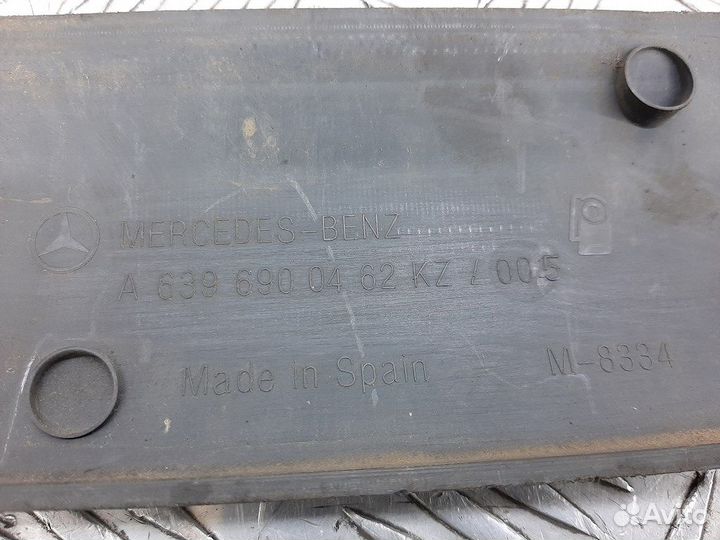 MERCEDES-BENZ
A 639 690 04 62 KZ / 005
Made in Spain
M-8334
Avito